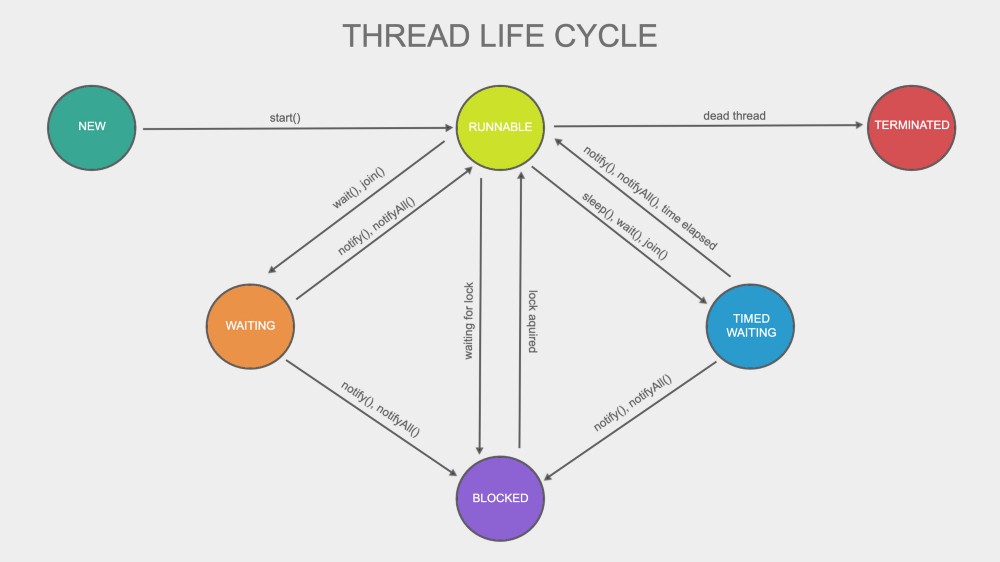 THREAD LIFE CYCLE
NEW
start()
RUNNABLE
dead thread
TERMINATED
wait(), join()
notify(), notifyAll()
notify(), notifyAll(), time elapsed
sleep(), wait(), join()
waiting for lock
lock aquired
WAITING
TIMED
WAITING
notify(), notifyAll()
notify(), notifyAll()
BLOCKED